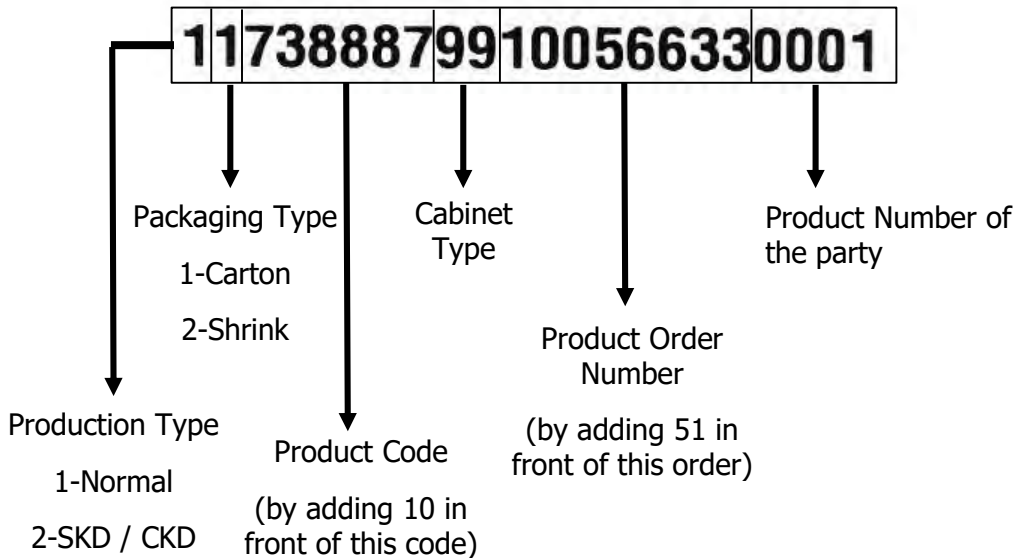 1173888799100566330001
Packaging Type
1-Carton
2-Shrink
Cabinet
Type
Product Number of
the party
Product Order
Number
(by adding 51 in
front of this order)
Production Type
1-Normal
2-SKD / CKD
Product Code
(by adding 10 in
front of this code)